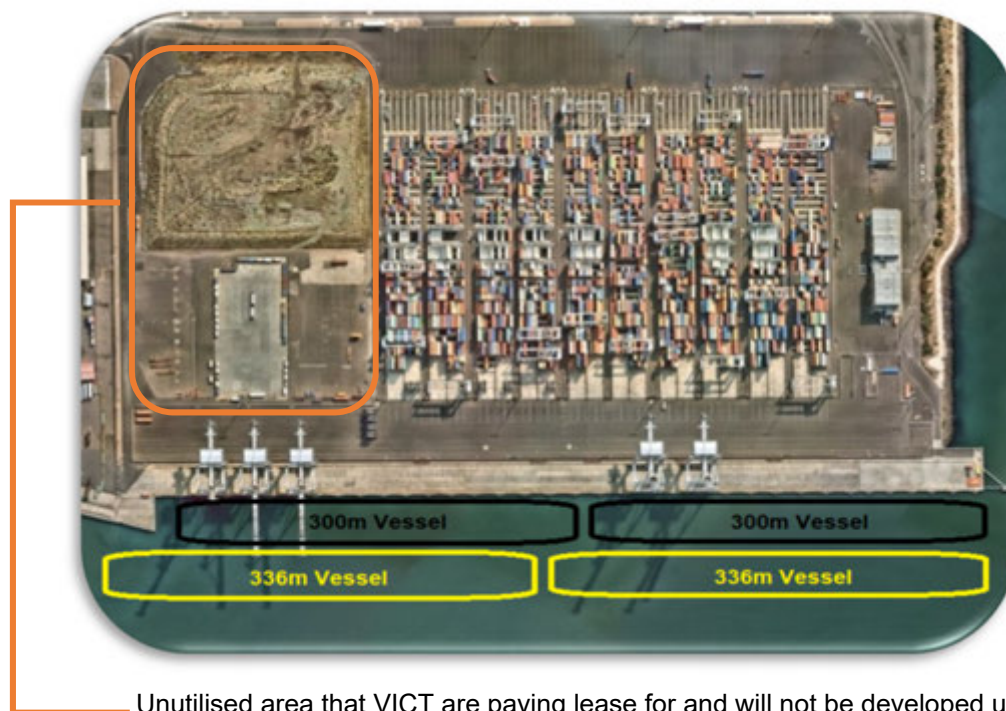 300m Vessel 300m Vessel
336m Vessel 336m Vessel
Unutilised area that VICT are paying lease for and will not be developed u